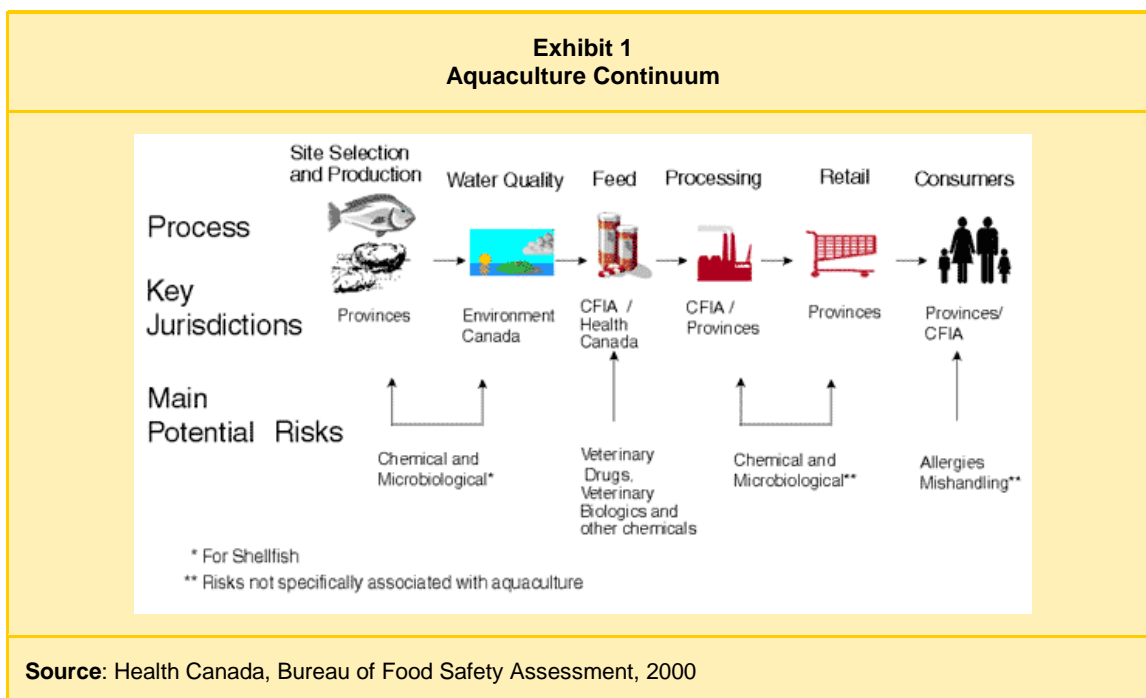 Exhibit 1
Aquaculture Continuum
Site Selection
and Production
Water Quality
Feed
Processing
Retail
Consumers
Process
Key
Jurisdictions
Provinces
Environment
Canada
CFIA /
Health
Canada
CFIA /
Provinces
Provinces
Provinces/
CFIA
Main
Potential Risks
Chemical and
Microbiological*
Veterinary
Drugs,
Veterinary
Biologics and
other chemicals
Chemical and
Microbiological**
Allergies
Mishandling**
* For Shellfish
** Risks not specifically associated with aquaculture
Source: Health Canada, Bureau of Food Safety Assessment, 2000